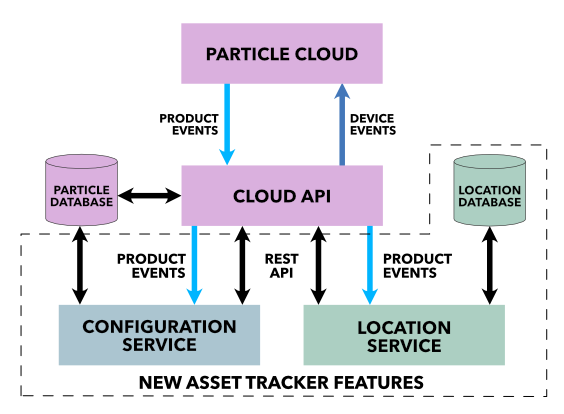 PARTICLE CLOUD
PRODUCT
EVENTS
DEVICE
EVENTS
PARTICLE
DATABASE
CLOUD API
LOCATION
DATABASE
PRODUCT
EVENTS
REST
API
PRODUCT
EVENTS
CONFIGURATION
SERVICE
LOCATION
SERVICE
NEW ASSET TRACKER FEATURES